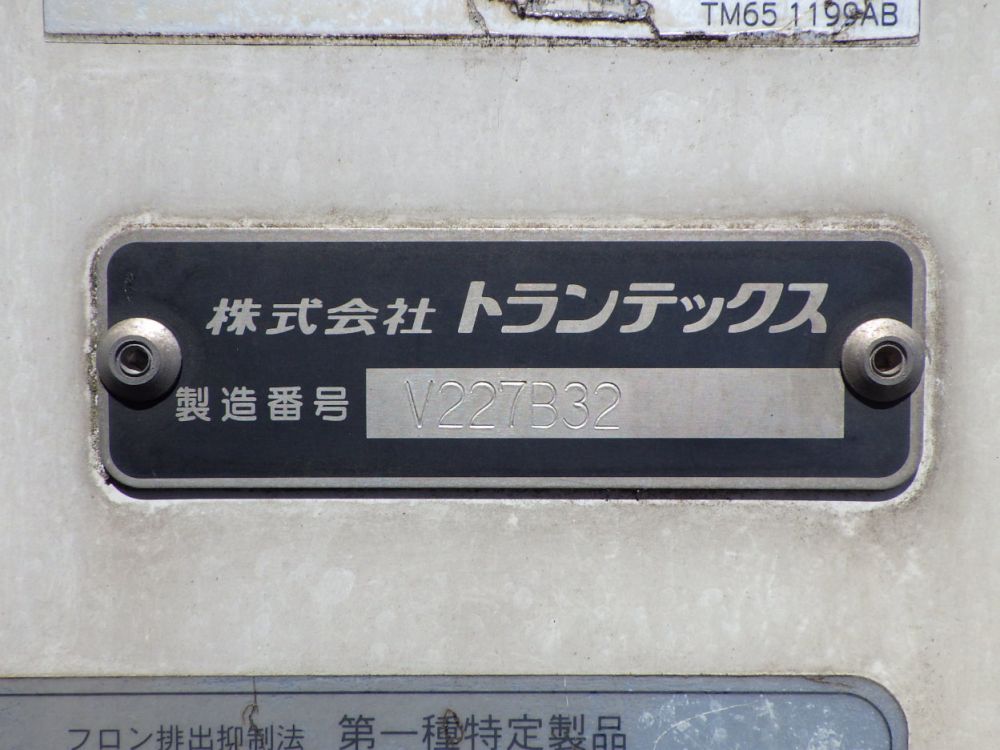 TM65 1199AB
株式会社 トランテックス
製造番号 V227B32
フロン排出抑制法 第一種特定製品